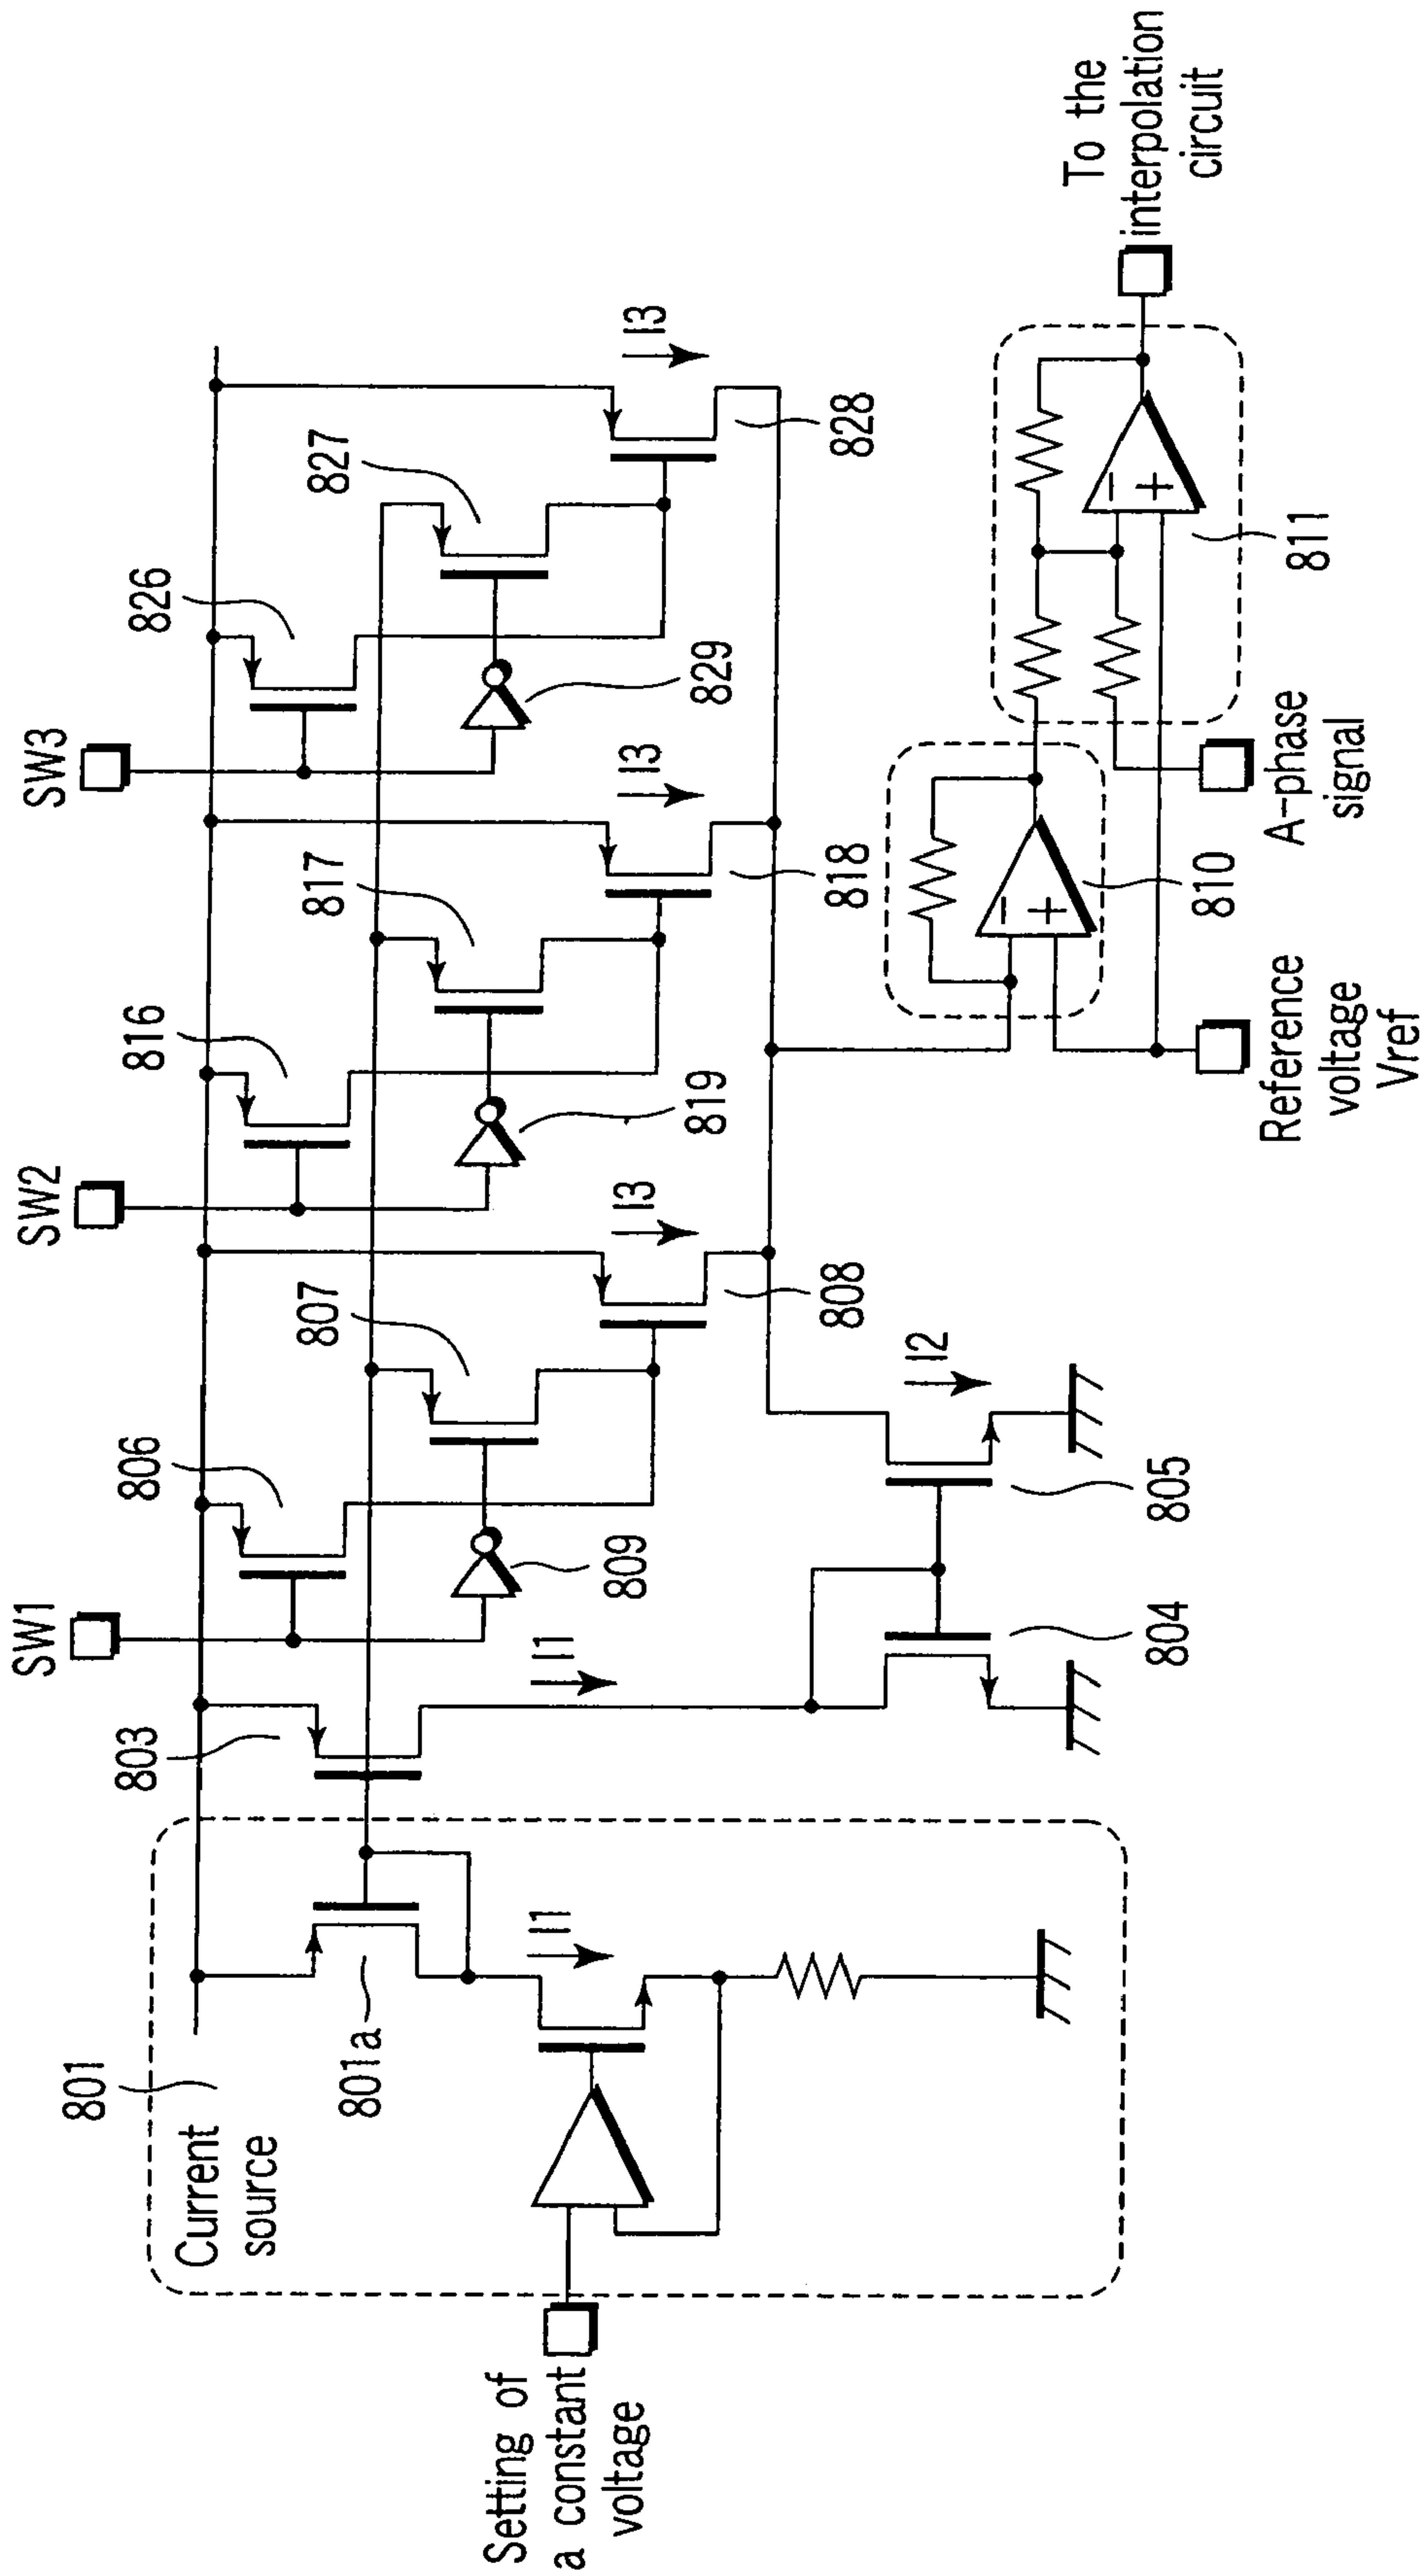 SW1
SW2
SW3
801
Current
source
801a
I1
Setting of
a constant
voltage
803
I1
804
805
I2
806
807
808
809
I3
816
817
818
819
I3
826
827
828
829
I3
810
811
Reference
voltage
Vref
A-phase
signal
To the
interpolation
circuit
−
+
−
+